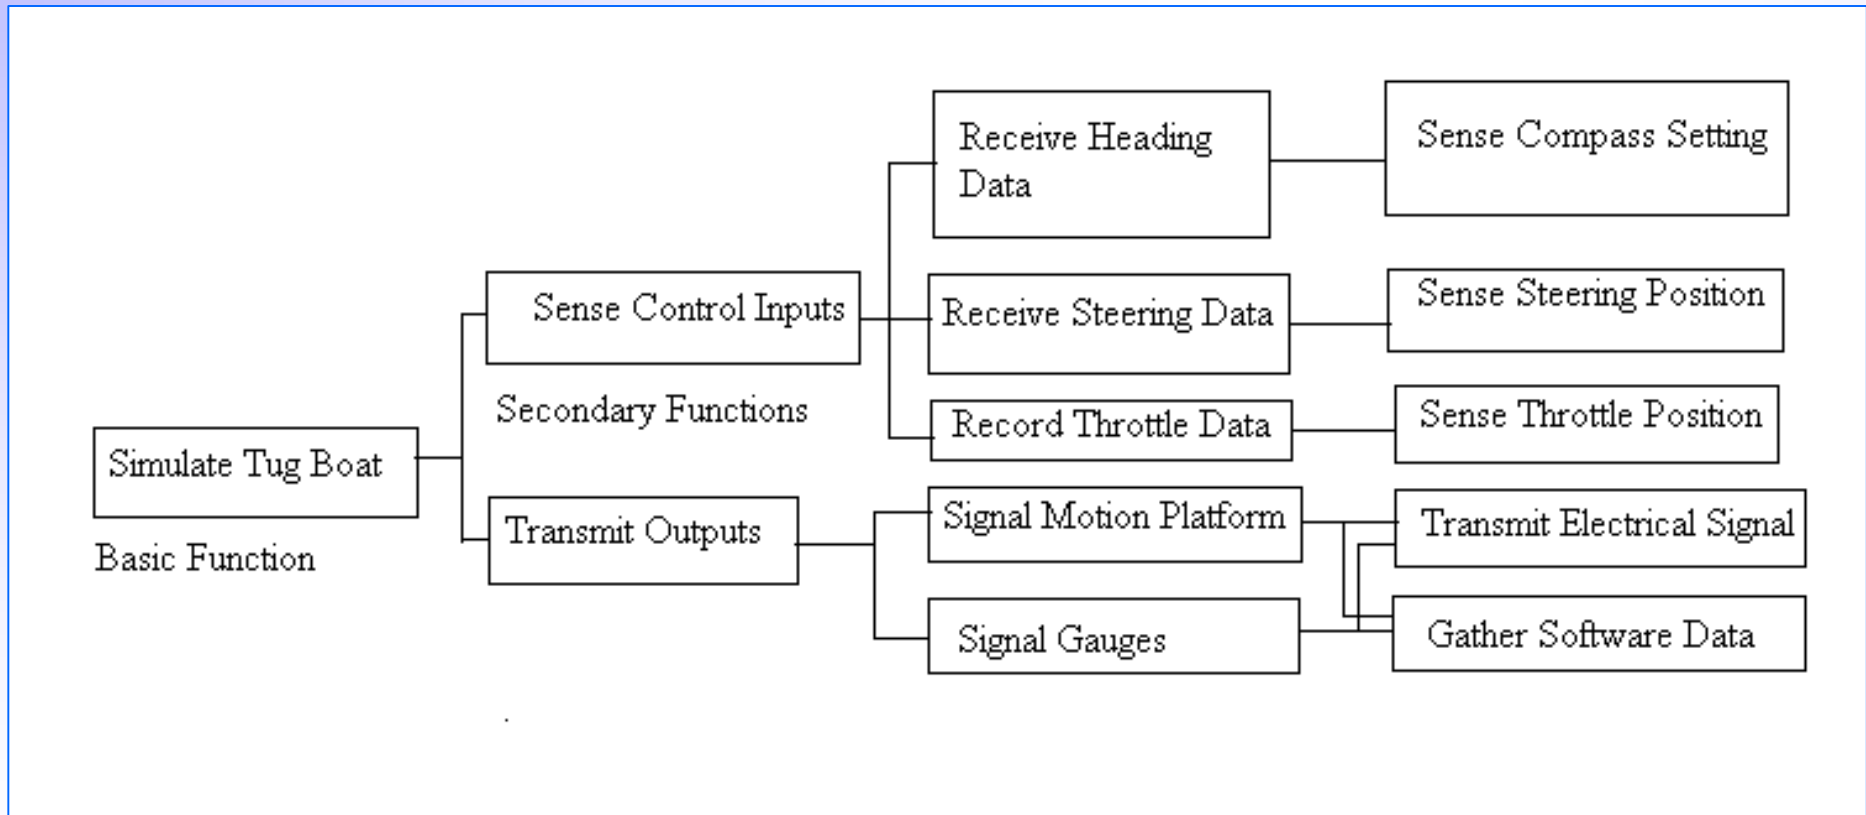 Receive Heading
Data
Sense Compass Setting
Sense Control Inputs
Receive Steering Data
Sense Steering Position
Secondary Functions
Record Throttle Data
Sense Throttle Position
Simulate Tug Boat
Basic Function
Transmit Outputs
Signal Motion Platform
Transmit Electrical Signal
Signal Gauges
Gather Software Data